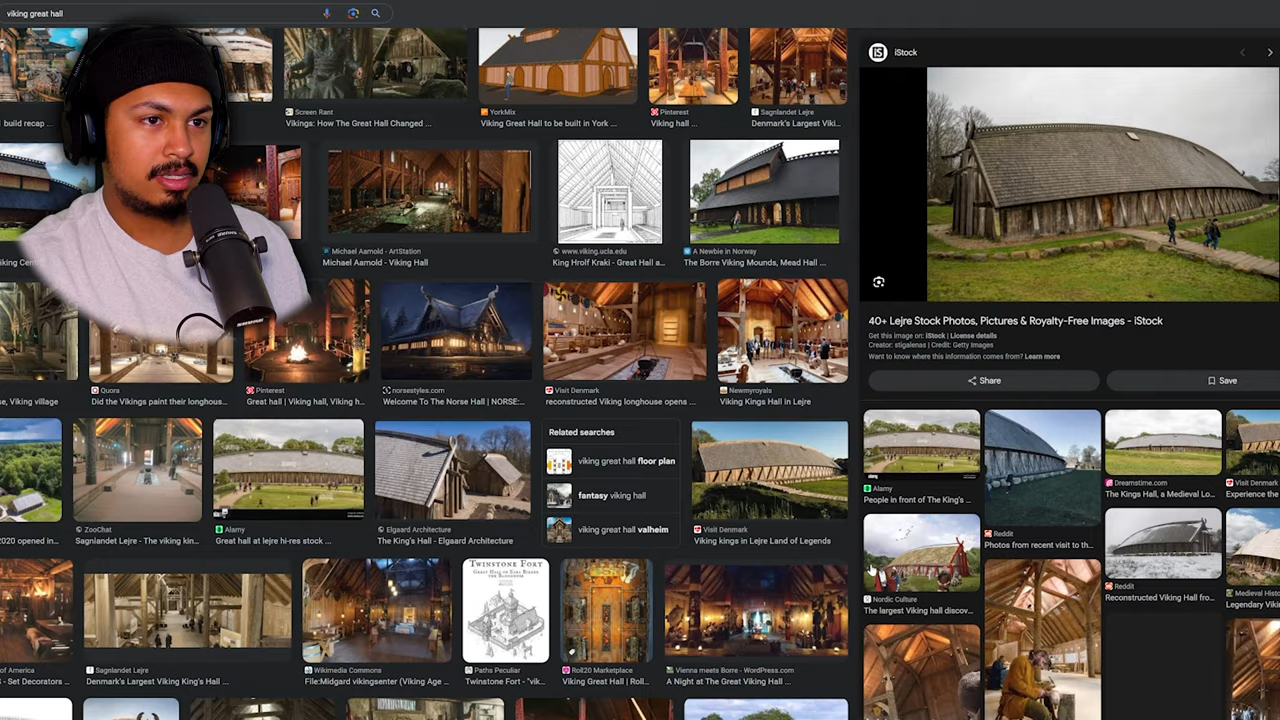 viking great hall
iS
iStock
build recap ...
Screen Rant
Vikings: How The Great Hall Changed ...
YorkMix
Viking Great Hall to be built in York ...
Pinterest
Viking hall ...
Sagnlandet Lejre
Denmark's Largest Viki...
Michael Aamold - ArtStation
Michael Aamold - Viking Hall
www.viking.ucla.edu
King Hrolf Kraki - Great Hall a...
A Newbie in Norway
The Borre Viking Mounds, Mead Hall ...
40+ Lejre Stock Photos, Pictures & Royalty-Free Images - iStock
Get this image on: iStock | License details
Creator: stigalenas | Credit: Getty Images
Want to know where this information comes from? Learn more
Share
Save
se, Viking village
Quora
Did the Vikings paint their longhous...
Pinterest
Great hall | Viking hall, Viking h...
norsestyles.com
Welcome To The Norse Hall | NORSE:...
Visit Denmark
reconstructed Viking longhouse opens ...
Newmyroyals
Viking Kings Hall in Lejre
2020 opened in...
ZooChat
Sagnlandet Lejre - The viking kin...
Alamy
Great hall at lejre hi-res stock ...
Elgaard Architecture
The King's Hall - Elgaard Architecture
Related searches
viking great hall floor plan
fantasy viking hall
viking great hall valheim
Visit Denmark
Viking kings in Lejre Land of Legends
Alamy
People in front of The King's ...
Reddit
Photos from recent visit to th...
Dreamstime.com
The Kings Hall, a Medieval Lo...
Visit Denmark
Experience the
Nordic Culture
The largest Viking hall discov...
Reddit
Reconstructed Viking Hall fro...
Medieval Histo
Legendary Viki
of America
- Set Decorators ...
Sagnlandet Lejre
Denmark's Largest Viking King's Hall ...
Wikimedia Commons
File:Midgard vikingsenter (Viking Age ...
TWINSTONE FORT
Paths Peculiar
Twinstone Fort - "vik...
Roll20 Marketplace
Viking Great Hall | Roll...
Vienna meets Borre - WordPress.com
A Night at The Great Viking Hall ...